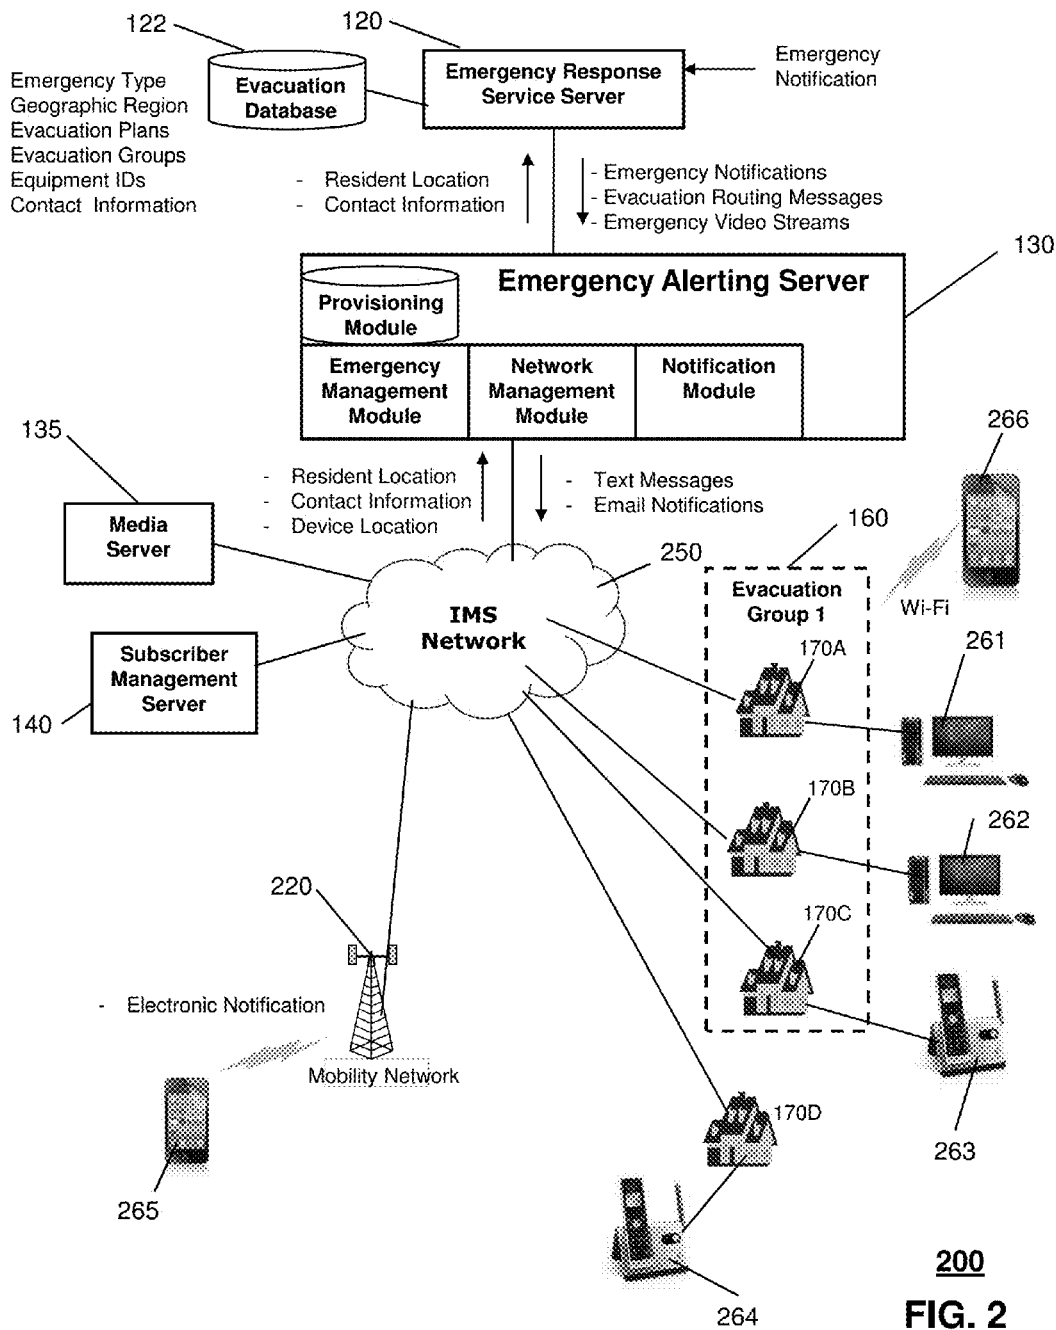 122
120
Evacuation
Database
Emergency Response
Service Server
Emergency
Notification
Emergency Type
Geographic Region
Evacuation Plans
Evacuation Groups
Equipment IDs
Contact Information
- Resident Location
- Contact Information
- Emergency Notifications
- Evacuation Routing Messages
- Emergency Video Streams
130
Emergency Alerting Server
Provisioning
Module
Emergency
Management
Module
Network
Management
Module
Notification
Module
135
266
- Resident Location
- Contact Information
- Device Location
- Text Messages
- Email Notifications
Media
Server
160
250
Evacuation
Group 1
Wi-Fi
IMS
Network
Subscriber
Management
Server
140
170A
261
170B
262
220
170C
- Electronic Notification
Mobility Network
170D
263
265
264
200
FIG. 2